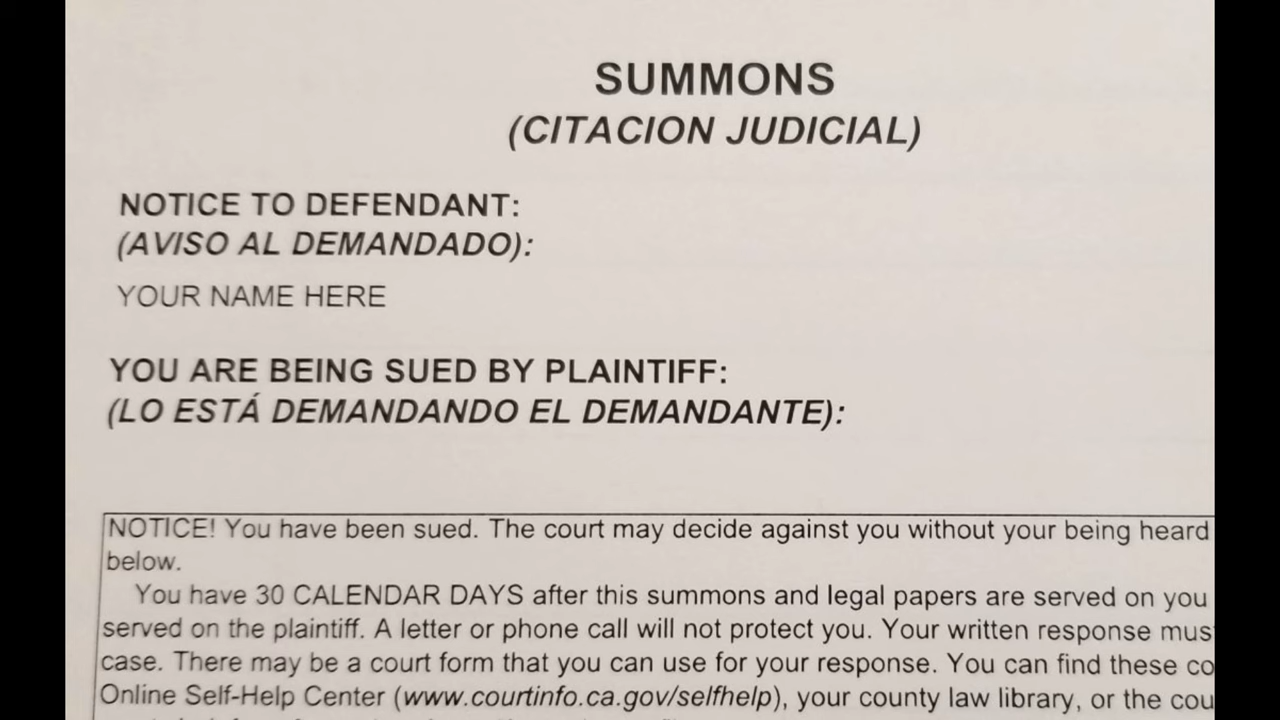 SUMMONS
(CITACION JUDICIAL)
NOTICE TO DEFENDANT:
(AVISO AL DEMANDADO):
YOUR NAME HERE
YOU ARE BEING SUED BY PLAINTIFF:
(LO ESTÁ DEMANDANDO EL DEMANDANTE):
NOTICE! You have been sued. The court may decide against you without your being heard
below.
You have 30 CALENDAR DAYS after this summons and legal papers are served on you
served on the plaintiff. A letter or phone call will not protect you. Your written response mus
case. There may be a court form that you can use for your response. You can find these co
Online Self-Help Center (www.courtinfo.ca.gov/selfhelp), your county law library, or the cou